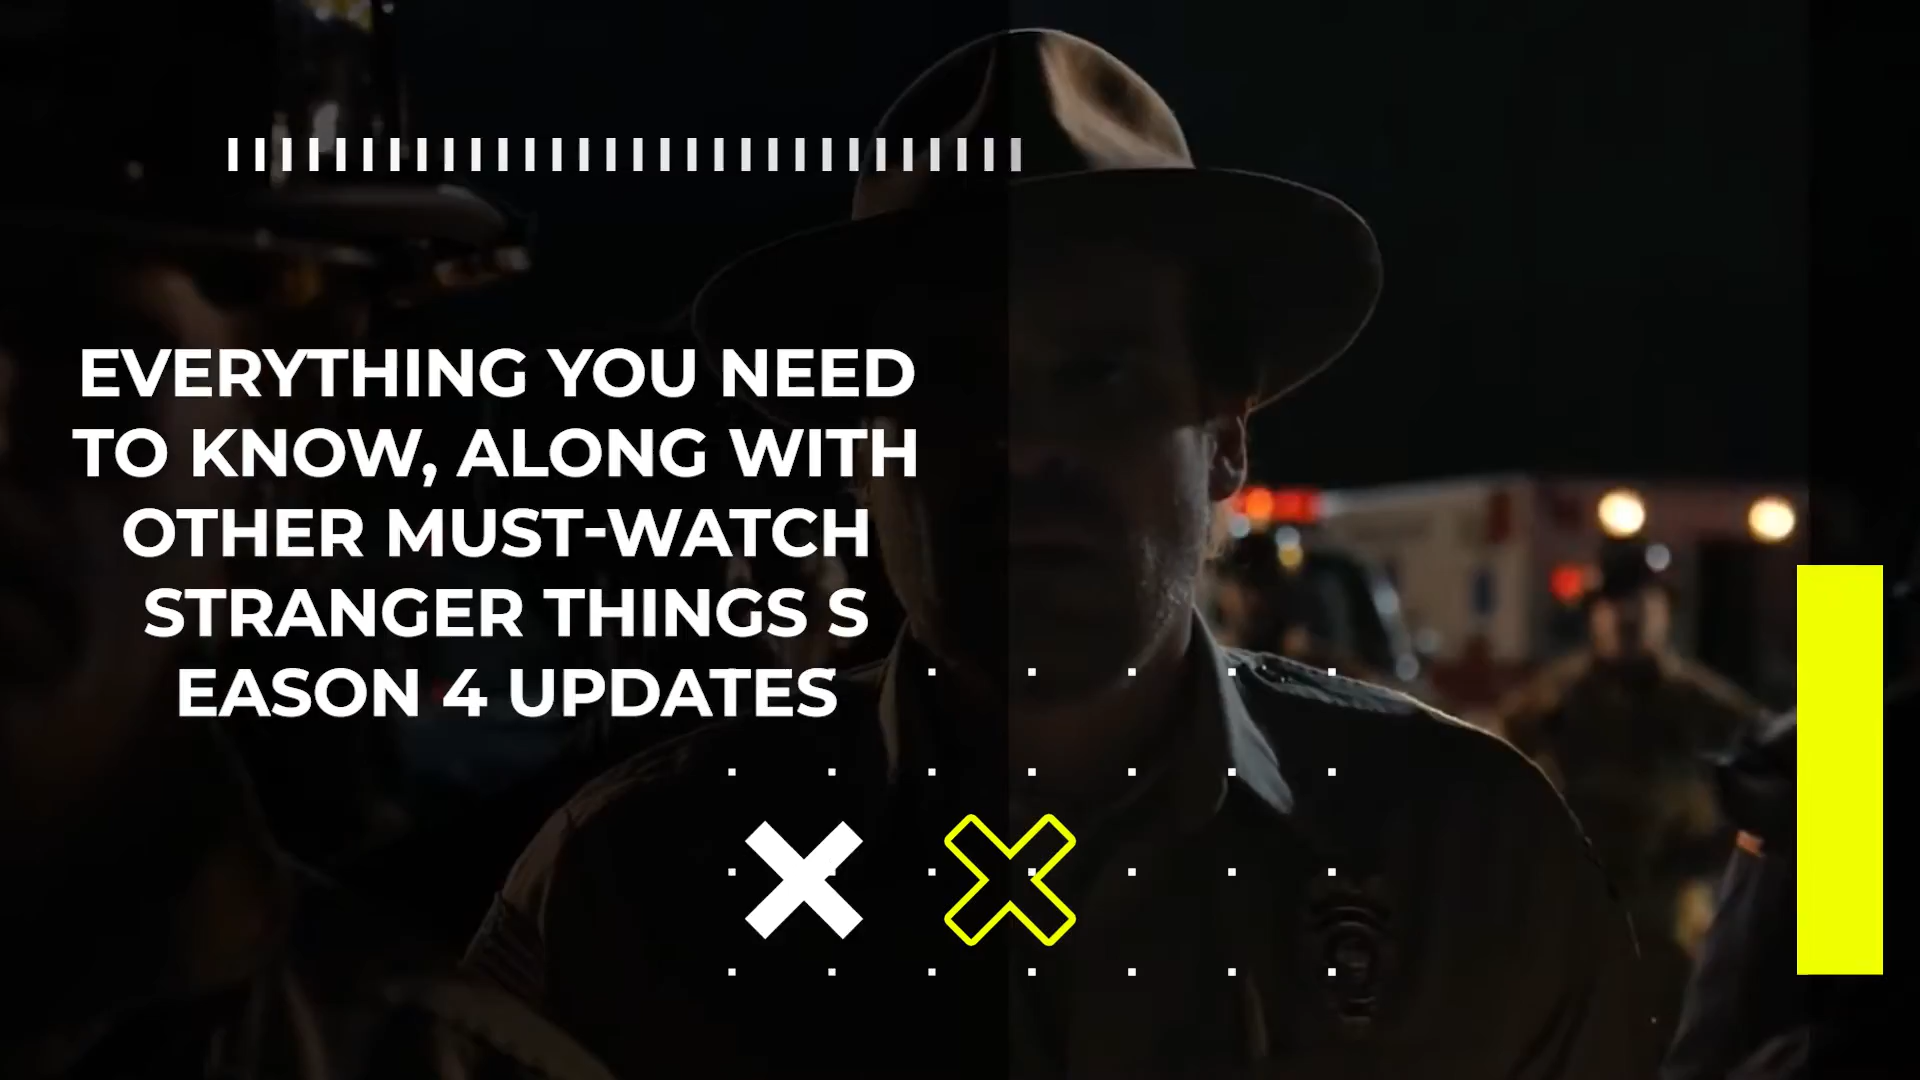 EVERYTHING YOU NEED
TO KNOW, ALONG WITH
OTHER MUST-WATCH
STRANGER THINGS S
EASON 4 UPDATES